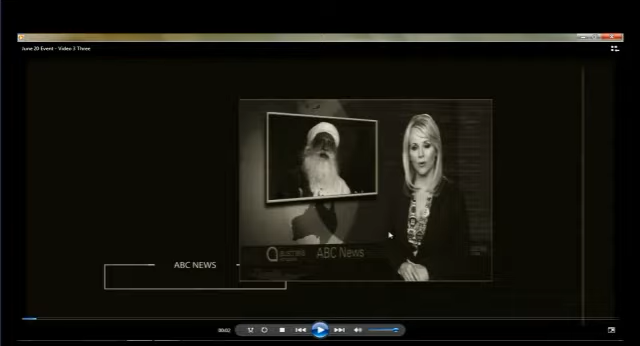 June 20 Event - Video 3 Three
ABC News
ABC NEWS
00:02